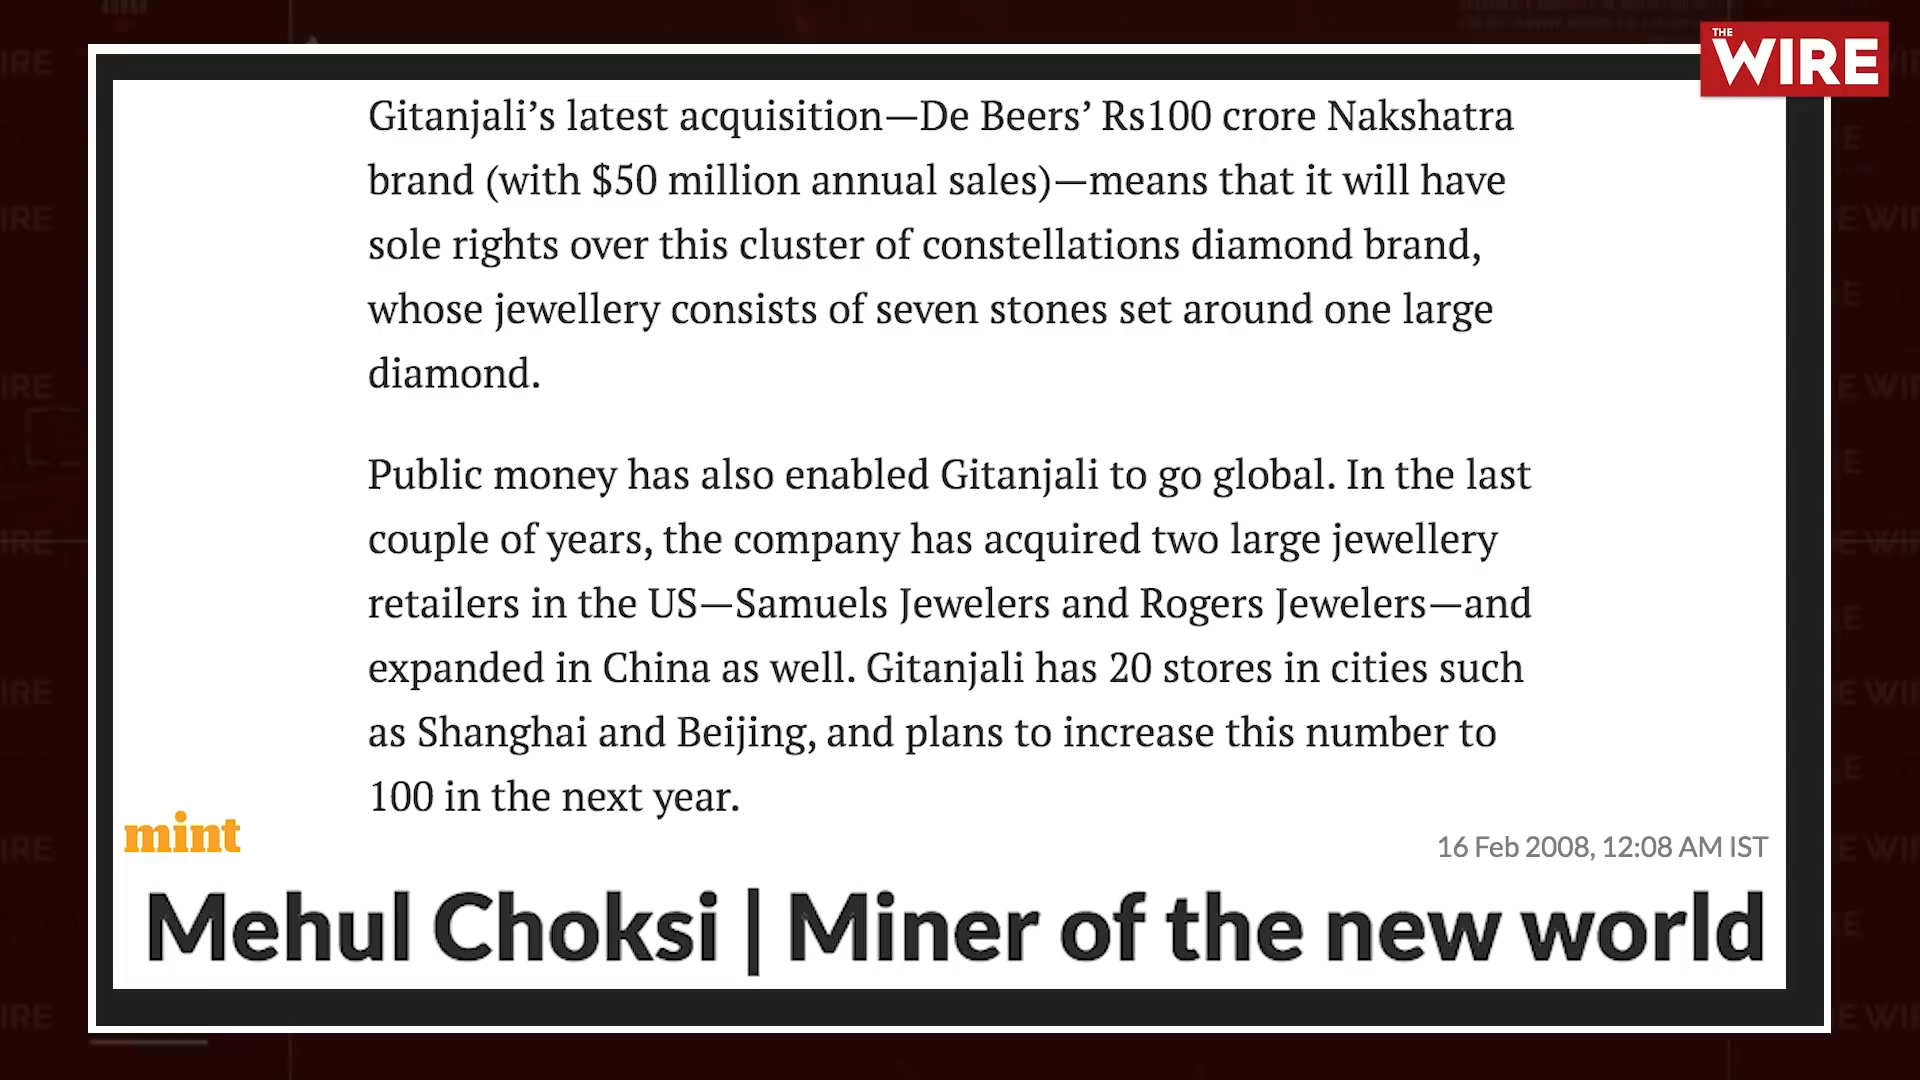 THE
WIRE
Gitanjali’s latest acquisition—De Beers’ Rs100 crore Nakshatra
brand (with $50 million annual sales)—means that it will have
sole rights over this cluster of constellations diamond brand,
whose jewellery consists of seven stones set around one large
diamond.
Public money has also enabled Gitanjali to go global. In the last
couple of years, the company has acquired two large jewellery
retailers in the US—Samuels Jewelers and Rogers Jewelers—and
expanded in China as well. Gitanjali has 20 stores in cities such
as Shanghai and Beijing, and plans to increase this number to
100 in the next year.
mint
16 Feb 2008, 12:08 AM IST
Mehul Choksi | Miner of the new world